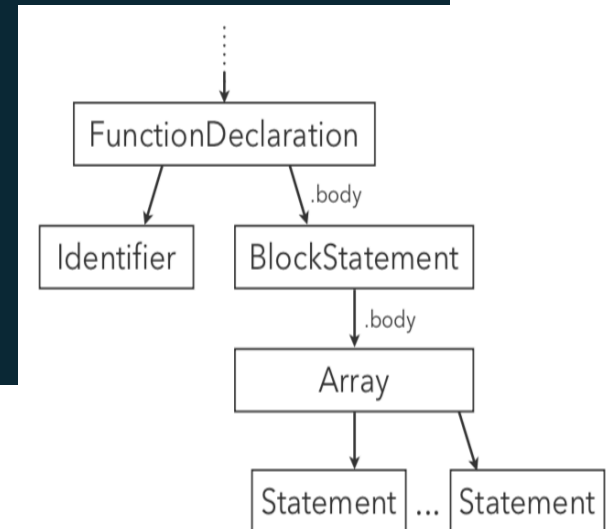 FunctionDeclaration
.body
Identifier
BlockStatement
.body
Array
Statement ... Statement